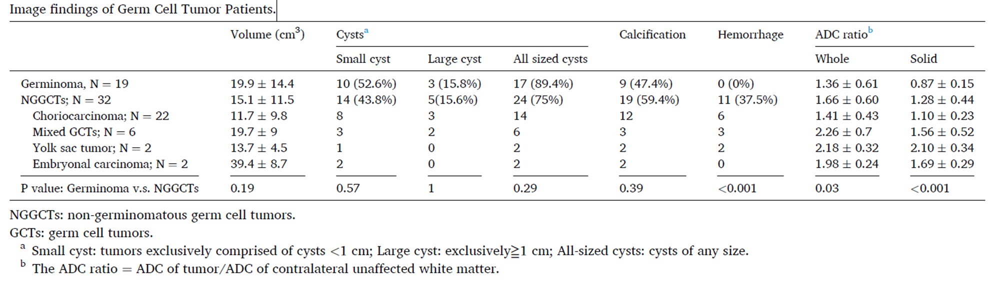 Image findings of Germ Cell Tumor Patients.
Volume (cm³) Cystsᵃ Calcification Hemorrhage ADC ratioᵇ
Small cyst Large cyst All sized cysts Whole Solid
Germinoma, N = 19 19.9 ± 14.4 10 (52.6%) 3 (15.8%) 17 (89.4%) 9 (47.4%) 0 (0%) 1.36 ± 0.61 0.87 ± 0.15
NGGCTs; N = 32 15.1 ± 11.5 14 (43.8%) 5(15.6%) 24 (75%) 19 (59.4%) 11 (37.5%) 1.66 ± 0.60 1.28 ± 0.44
Choriocarcinoma; N = 22 11.7 ± 9.8 8 3 14 12 6 1.41 ± 0.43 1.10 ± 0.23
Mixed GCTs; N = 6 19.7 ± 9 3 2 6 3 3 2.26 ± 0.7 1.56 ± 0.52
Yolk sac tumor; N = 2 13.7 ± 4.5 1 0 2 2 2 2.18 ± 0.32 2.10 ± 0.34
Embryonal carcinoma; N = 2 39.4 ± 8.7 2 0 2 2 0 1.98 ± 0.24 1.69 ± 0.29
P value: Germinoma v.s. NGGCTs 0.19 0.57 1 0.29 0.39 <0.001 0.03 <0.001
NGGCTs: non-germinomatous germ cell tumors.
GCTs: germ cell tumors.
ᵃ Small cyst: tumors exclusively comprised of cysts <1 cm; Large cyst: exclusively≧1 cm; All-sized cysts: cysts of any size.
ᵇ The ADC ratio = ADC of tumor/ADC of contralateral unaffected white matter.